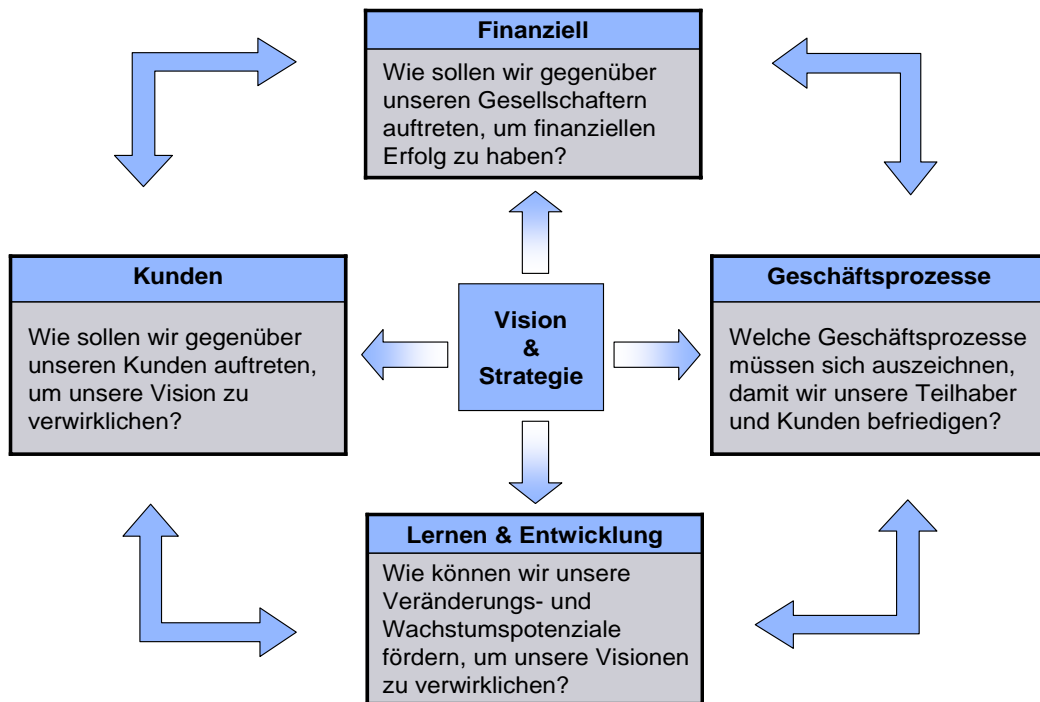 Finanziell
Wie sollen wir gegenüber
unseren Gesellschaftern
auftreten, um finanziellen
Erfolg zu haben?
Kunden
Wie sollen wir gegenüber
unseren Kunden auftreten,
um unsere Vision zu
verwirklichen?
Vision
&
Strategie
Geschäftsprozesse
Welche Geschäftsprozesse
müssen sich auszeichnen,
damit wir unsere Teilhaber
und Kunden befriedigen?
Lernen & Entwicklung
Wie können wir unsere
Veränderungs- und
Wachstumspotenziale
fördern, um unsere Visionen
zu verwirklichen?